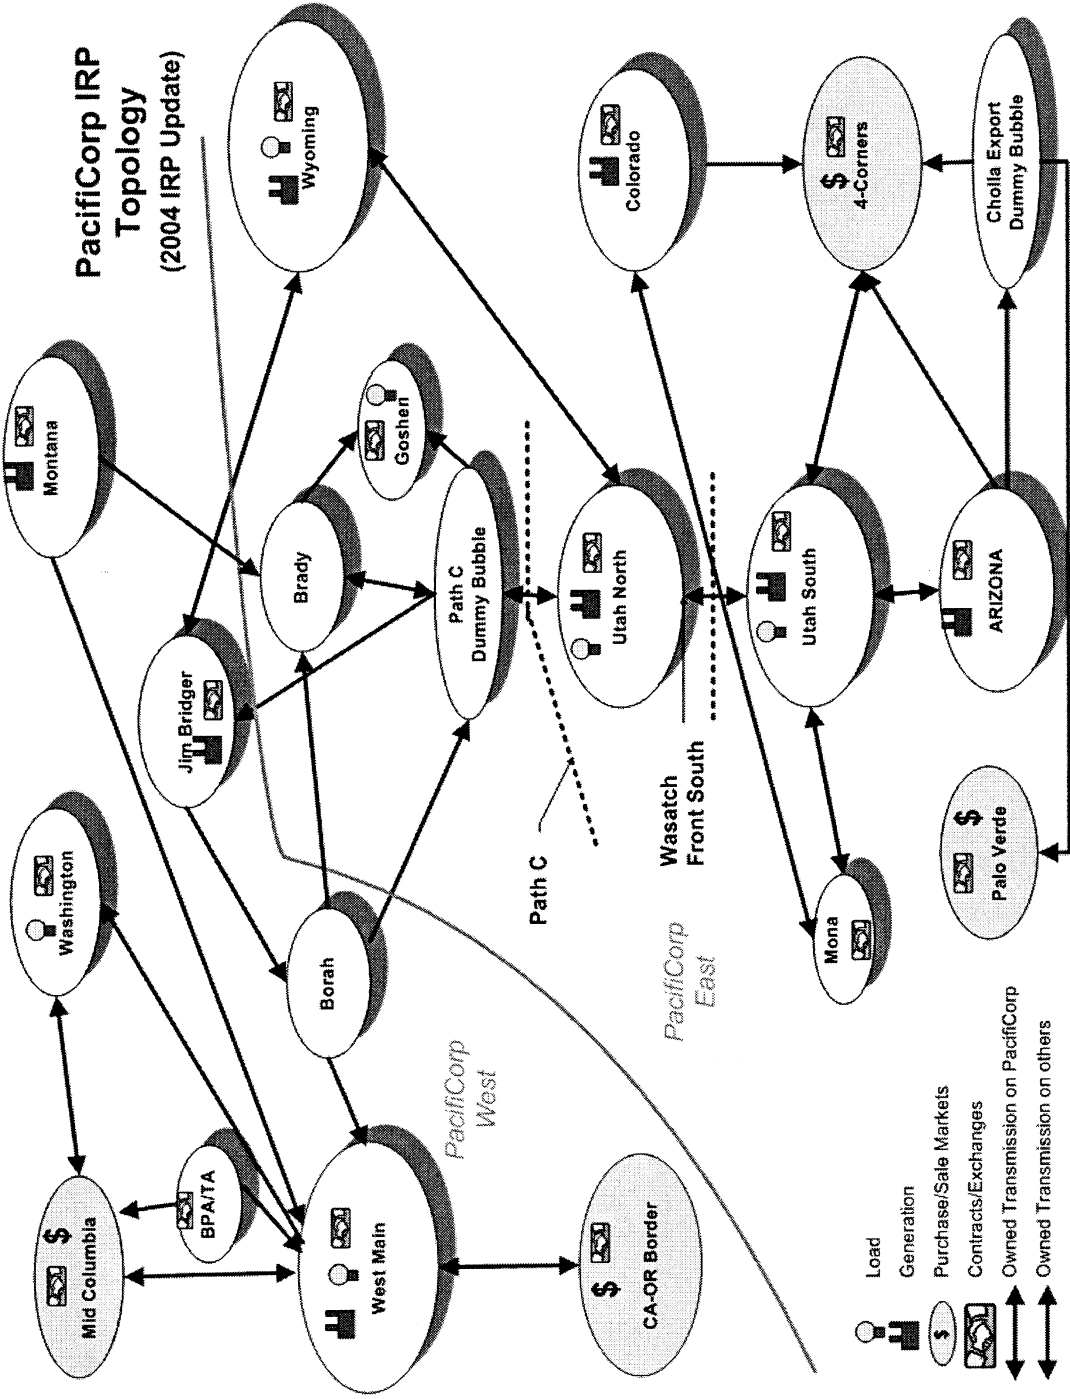 PacifiCorp IRP
Topology
(2004 IRP Update)
Mid Columbia
$
Washington
Montana
BPA/TA
Jim Bridger
Wyoming
West Main
Borah
Brady
Goshen
Path C
Dummy Bubble
PacifiCorp
West
Path C
CA-OR Border
$
Utah North
Colorado
PacifiCorp
East
Wasatch
Front South
Mona
Utah South
4-Corners
$
Palo Verde
$
ARIZONA
Cholla Export
Dummy Bubble
Load
Generation
$
Purchase/Sale Markets
Contracts/Exchanges
Owned Transmission on PacifiCorp
Owned Transmission on others